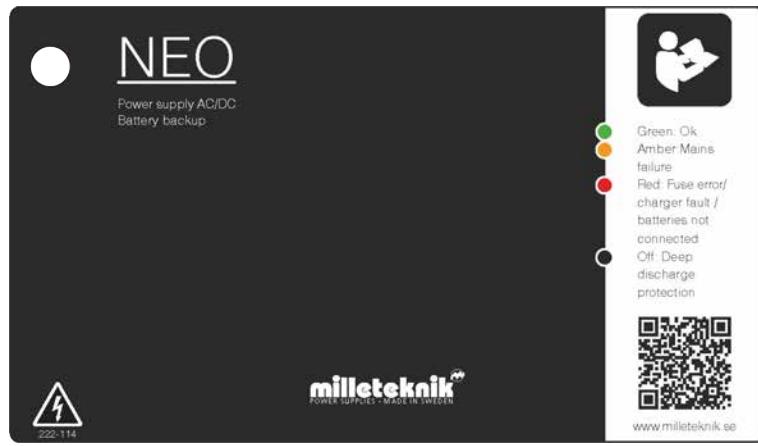 NEO
Power supply AC/DC
Battery backup
Green: Ok
Amber Mains
failure
Red: Fuse error/
charger fault /
batteries not
connected
Off: Deep
discharge
protection
milleteknik
POWER SUPPLIES - MADE IN SWEDEN
222-114
www.milleteknik.se